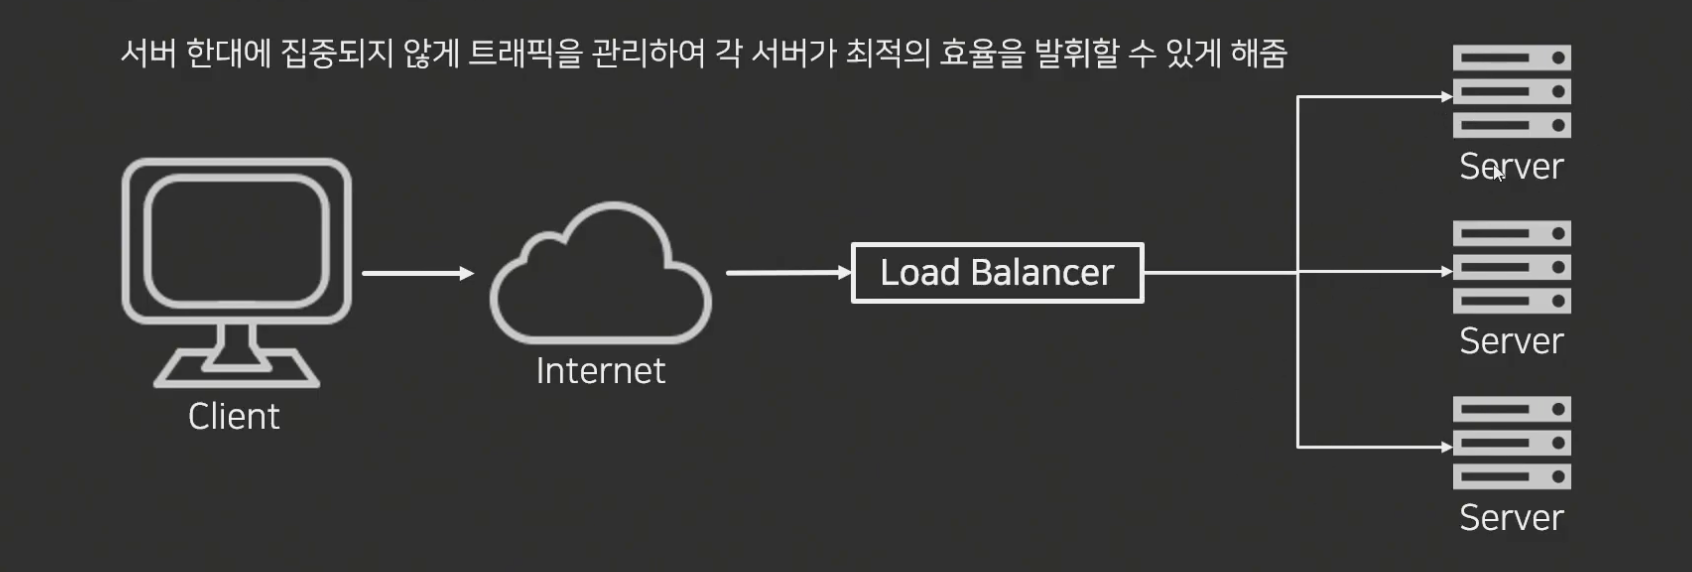 서버 한대에 집중되지 않게 트래픽을 관리하여 각 서버가 최적의 효율을 발휘할 수 있게 해줌
Client
Internet
Load Balancer
Server
Server
Server